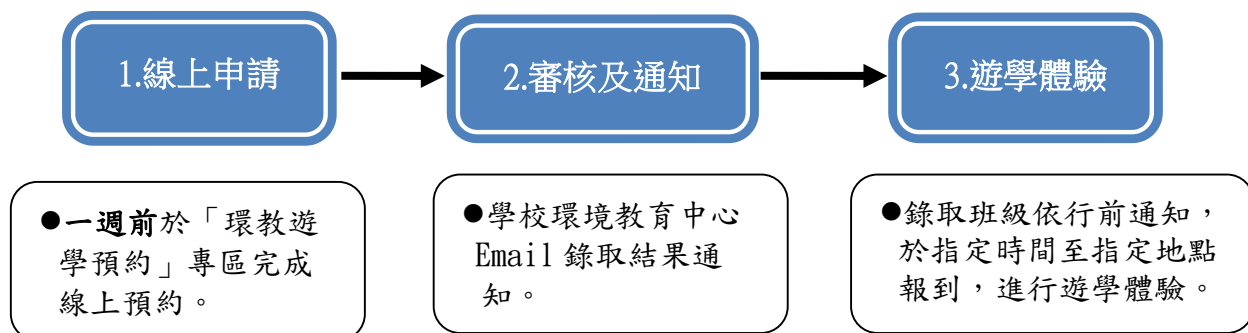 1.線上申請
2.審核及通知
3.遊學體驗
●一週前於「環教遊
學預約」專區完成
線上預約。
●學校環境教育中心
Email 錄取結果通
知。
●錄取班級依行前通知，
於指定時間至指定地點
報到，進行遊學體驗。